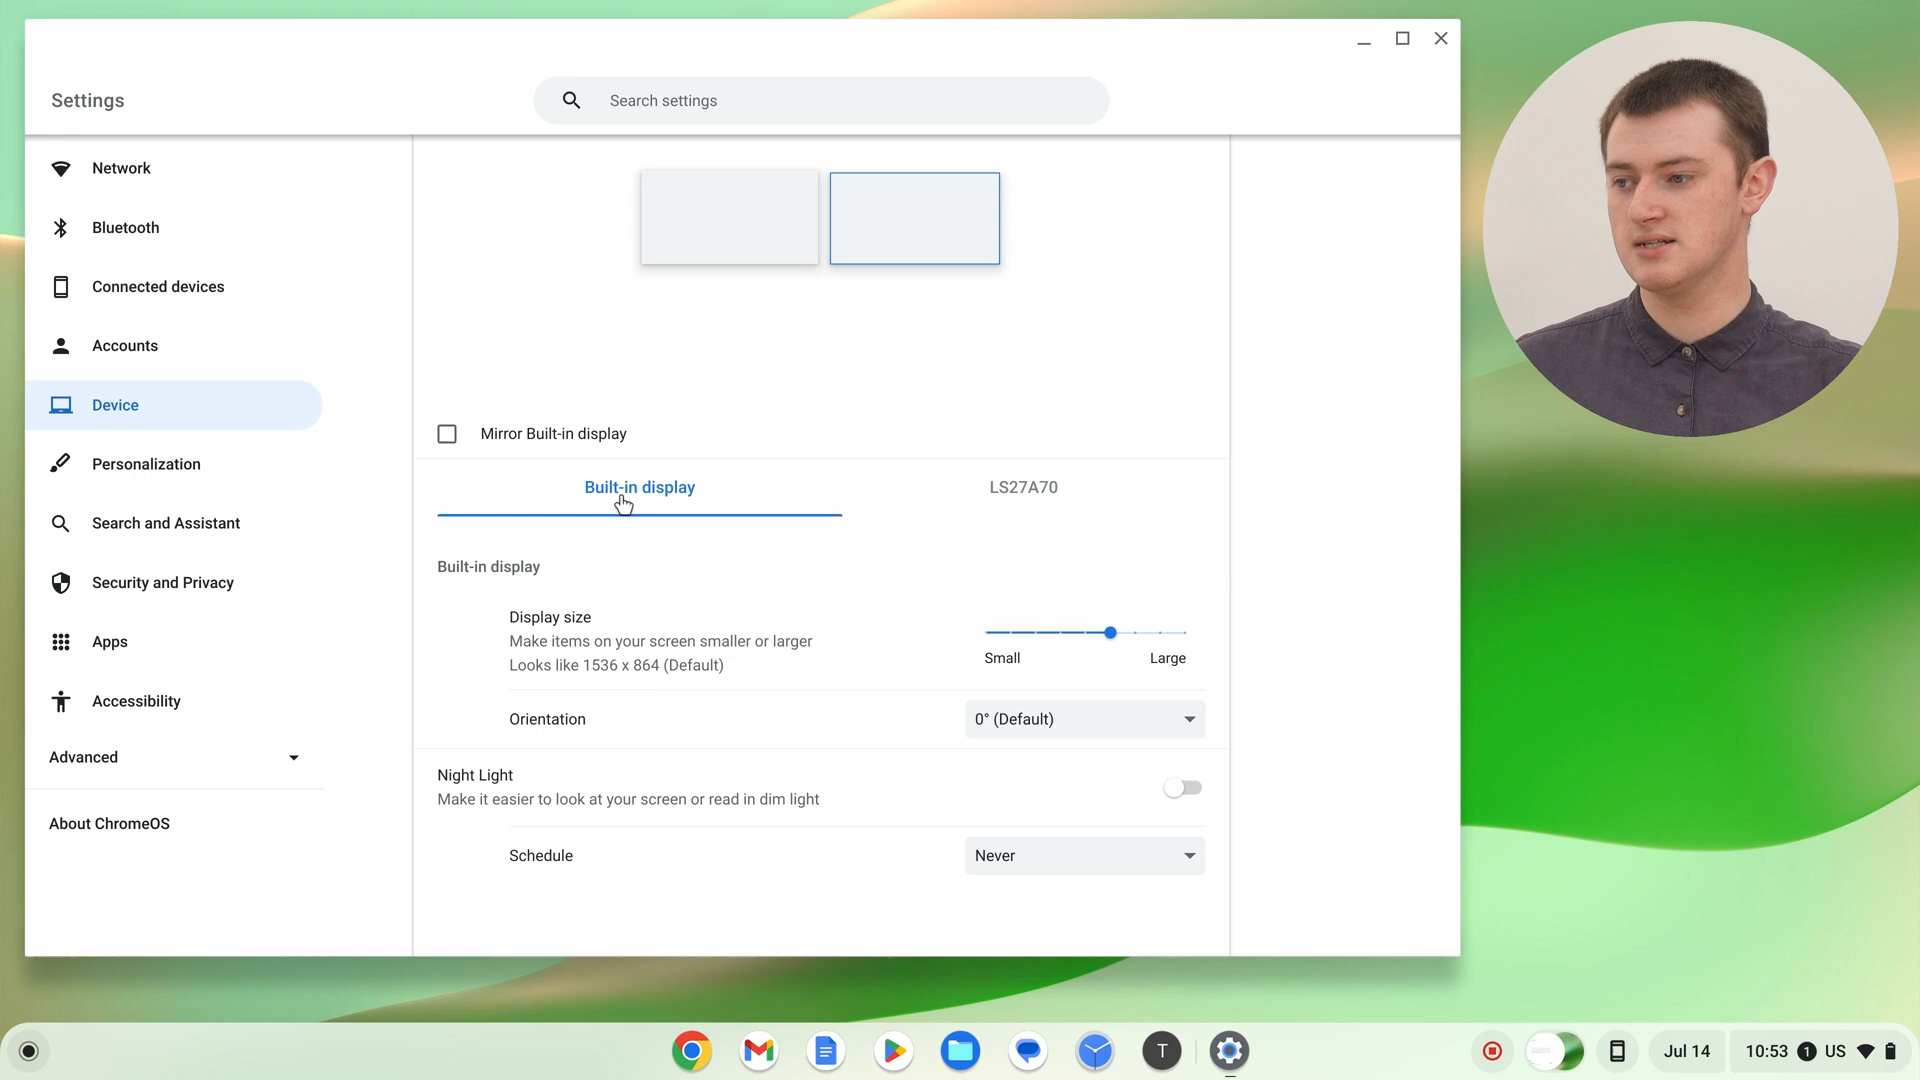 Settings
Search settings
Network
Bluetooth
Connected devices
Accounts
Device
Personalization
Search and Assistant
Security and Privacy
Apps
Accessibility
Advanced
About ChromeOS
Mirror Built-in display
Built-in display
LS27A70
Built-in display
Display size
Make items on your screen smaller or larger
Looks like 1536 x 864 (Default)
Small
Large
Orientation
0° (Default)
Night Light
Make it easier to look at your screen or read in dim light
Schedule
Never
T
Jul 14
10:53
1
US